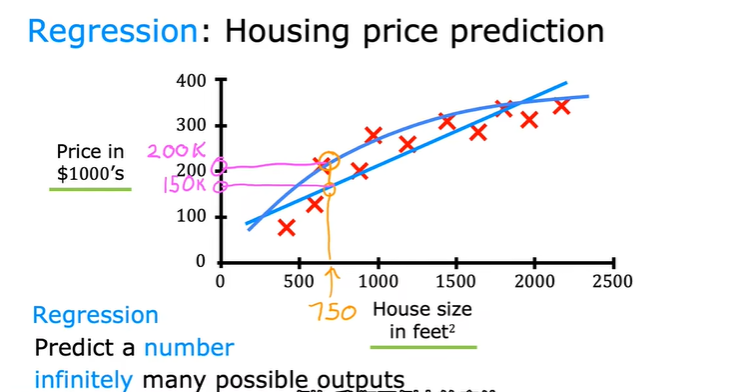 Regression: Housing price prediction
400
300
200
100
0
Price in
$1000's
200K
150K
0 500 1000 1500 2000 2500
750
House size
in feet²
Regression
Predict a number
infinitely many possible outputs